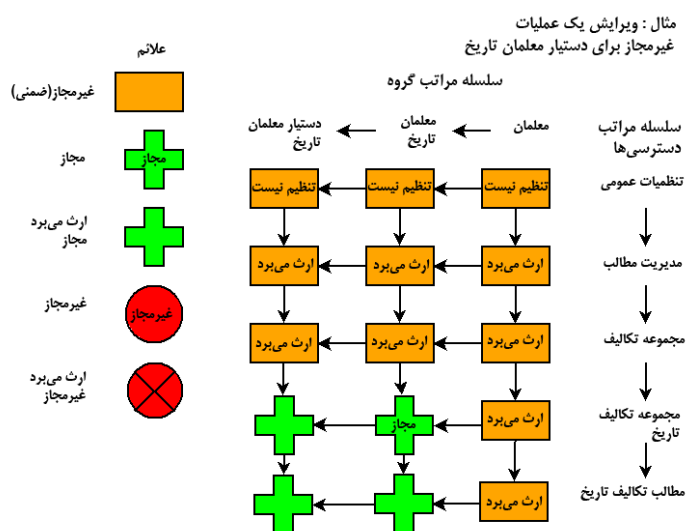 مثال : ویرایش یک عملیات
غیرمجاز برای دستیار معلمان تاریخ
سلسله مراتب گروه
سلسله مراتب
دسترسی‌ها
معلمان
معلمان
تاریخ
دستیار معلمان
تاریخ
تنظمیات عمومی
تنظیم نیست
تنظیم نیست
تنظیم نیست
مدیریت مطالب
ارث می‌برد
ارث می‌برد
ارث می‌برد
مجموعه تکالیف
ارث می‌برد
ارث می‌برد
ارث می‌برد
مجموعه تکالیف
تاریخ
ارث می‌برد
مجاز
مطالب تکالیف تاریخ
ارث می‌برد
علائم
غیرمجاز(ضمنی)
مجاز
مجاز
ارث می‌برد
مجاز
غیرمجاز
غیرمجاز
ارث می‌برد
غیرمجاز